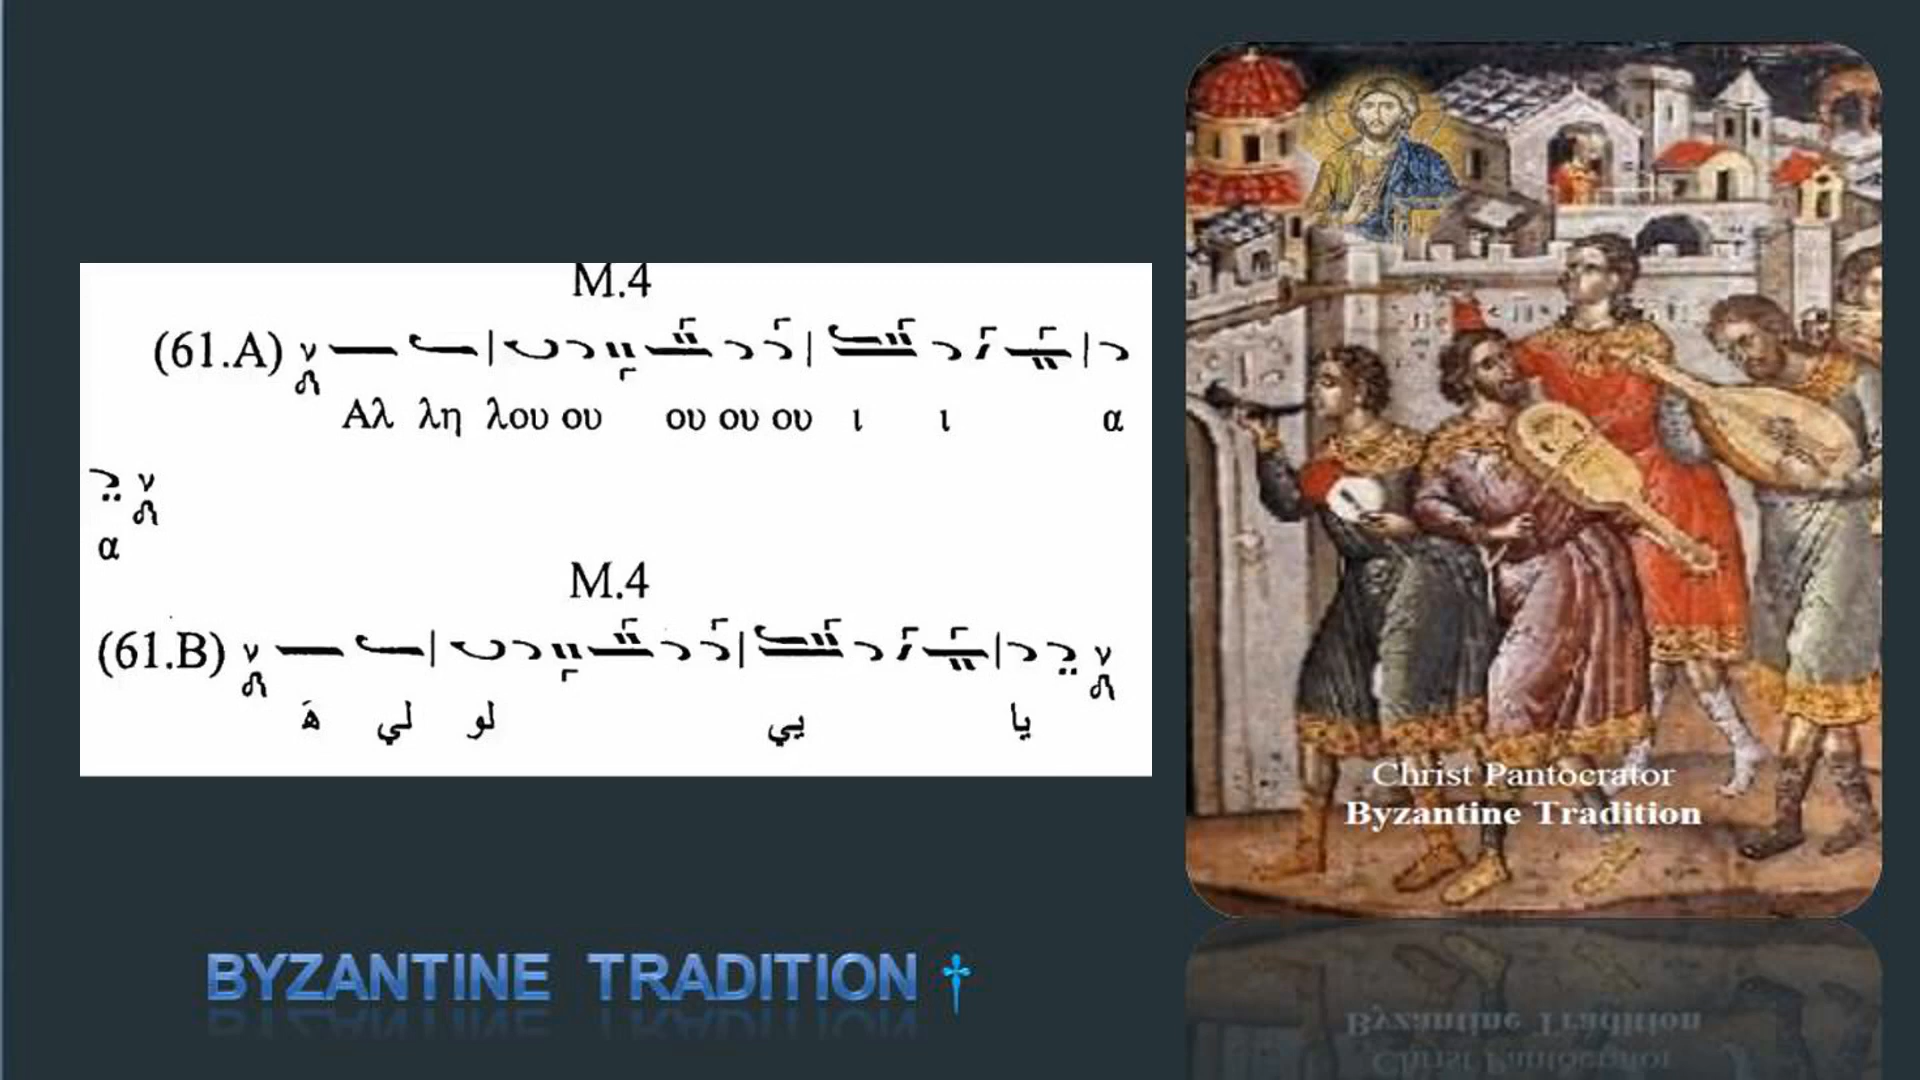 M.4
(61.A)
Αλ λη λου ου ου ου ου ι ι α
α
M.4
(61.B)
هَ لي لو يي يا
BYZANTINE TRADITION †
Christ Pantocrator
Byzantine Tradition